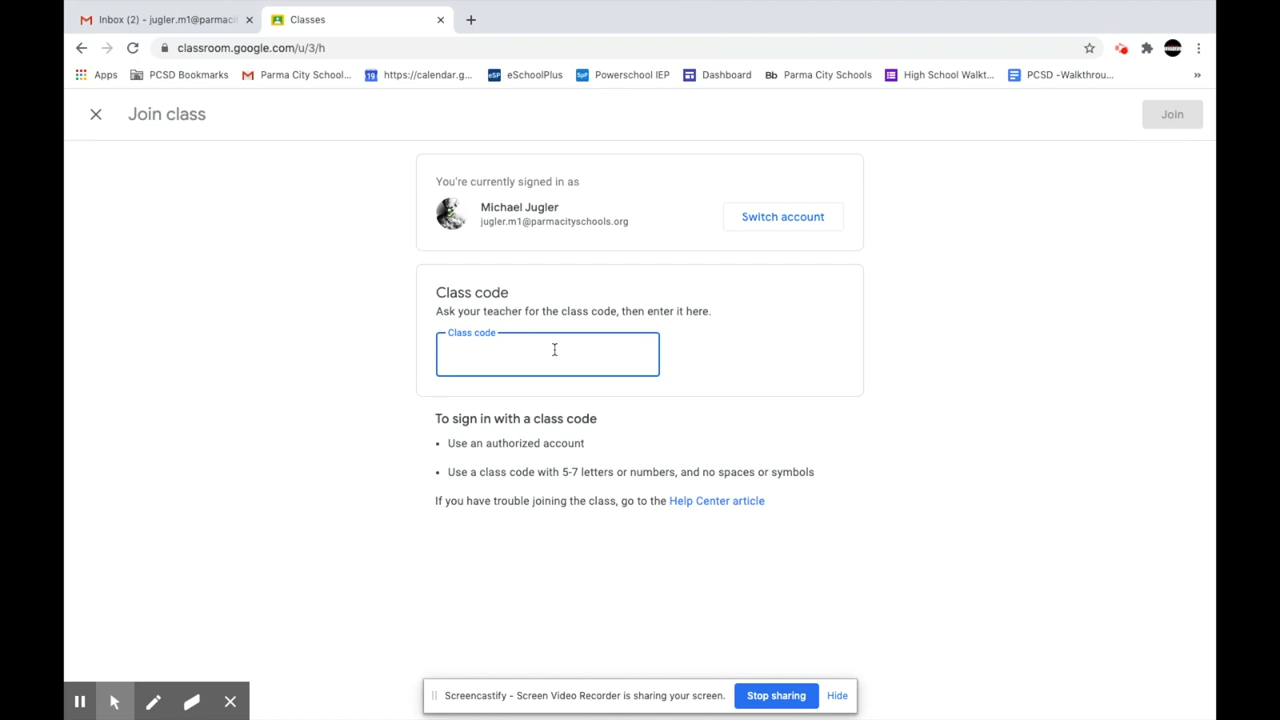 Inbox (2) - jugler.m1@parmaci
Classes
classroom.google.com/u/3/h
Apps
PCSD Bookmarks
Parma City School...
19
https://calendar.g...
eSP
eSchoolPlus
SpP
Powerschool IEP
Dashboard
Bb
Parma City Schools
High School Walkt...
PCSD -Walkthrou...
»
Join class
Join
You're currently signed in as
Michael Jugler
jugler.m1@parmacityschools.org
Switch account
Class code
Ask your teacher for the class code, then enter it here.
Class code
To sign in with a class code
• Use an authorized account
• Use a class code with 5-7 letters or numbers, and no spaces or symbols
If you have trouble joining the class, go to the Help Center article
Screencastify - Screen Video Recorder is sharing your screen.
Stop sharing
Hide